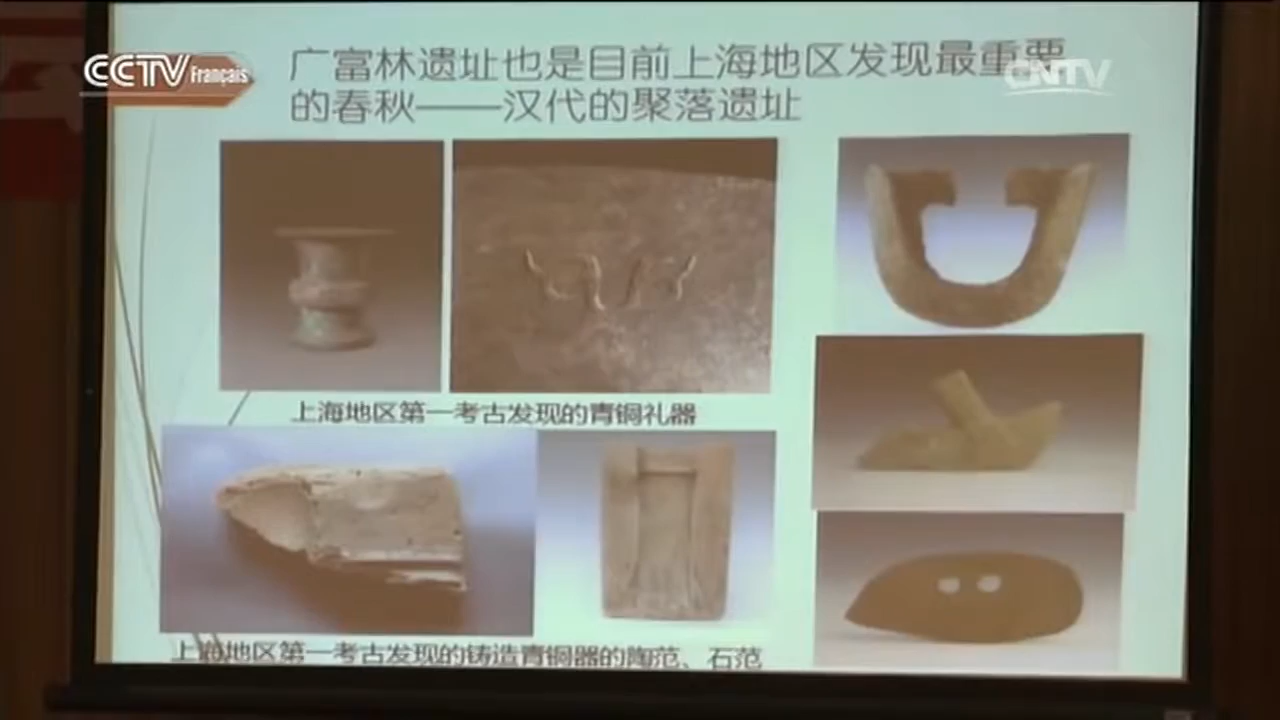 CCTV Français
CNTV
广富林遗址也是目前上海地区发现最重要
的春秋——汉代的聚落遗址
上海地区第一考古发现的青铜礼器
上海地区第一考古发现的铸造青铜器的陶范、石范